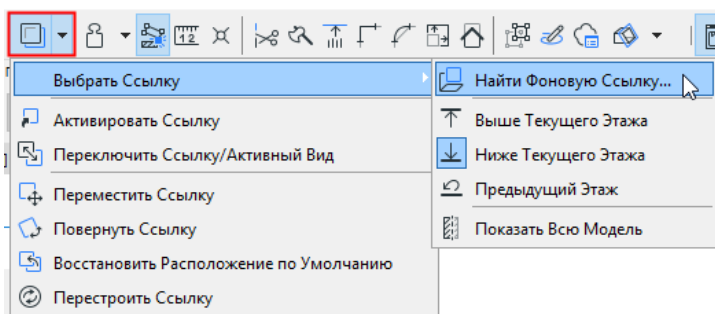 Выбрать Ссылку
Найти Фоновую Ссылку...
Активировать Ссылку
Выше Текущего Этажа
Переключить Ссылку/Активный Вид
Ниже Текущего Этажа
Переместить Ссылку
Предыдущий Этаж
Повернуть Ссылку
Показать Всю Модель
Восстановить Расположение по Умолчанию
Перестроить Ссылку